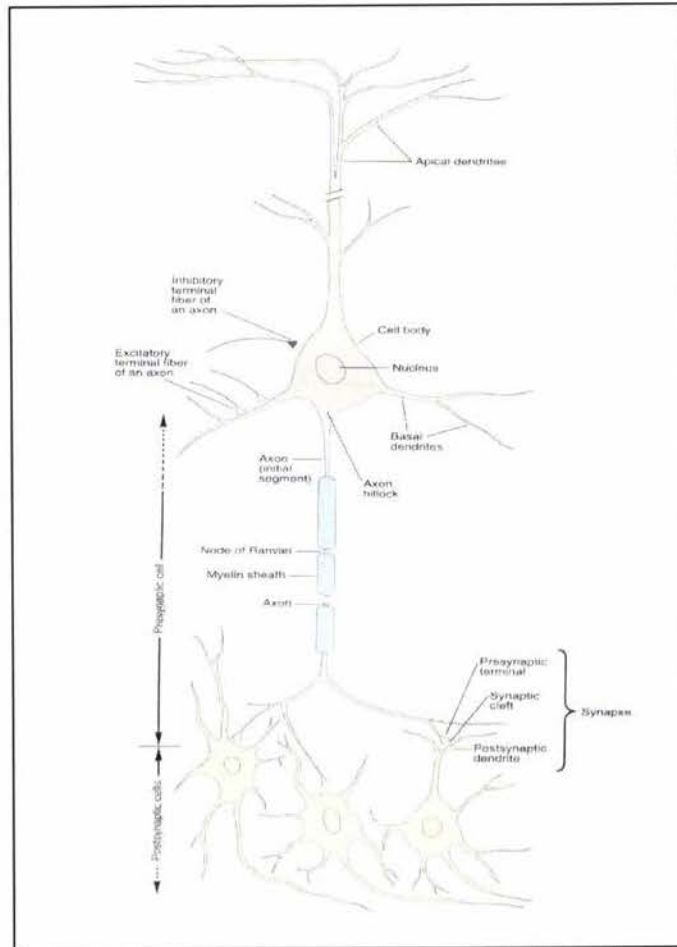 Apical dendrites
Inhibitory
terminal
fiber of
an axon
Cell body
Excitatory
terminal fiber
of an axon
Nucleus
Basal
dendrites
Axon
(initial
segment)
Axon
hillock
Presynaptic cell
Node of Ranvier
Myelin sheath
Axon
Presynaptic
terminal
Synaptic
cleft
Synapse
Postsynaptic
dendrite
Postsynaptic cells